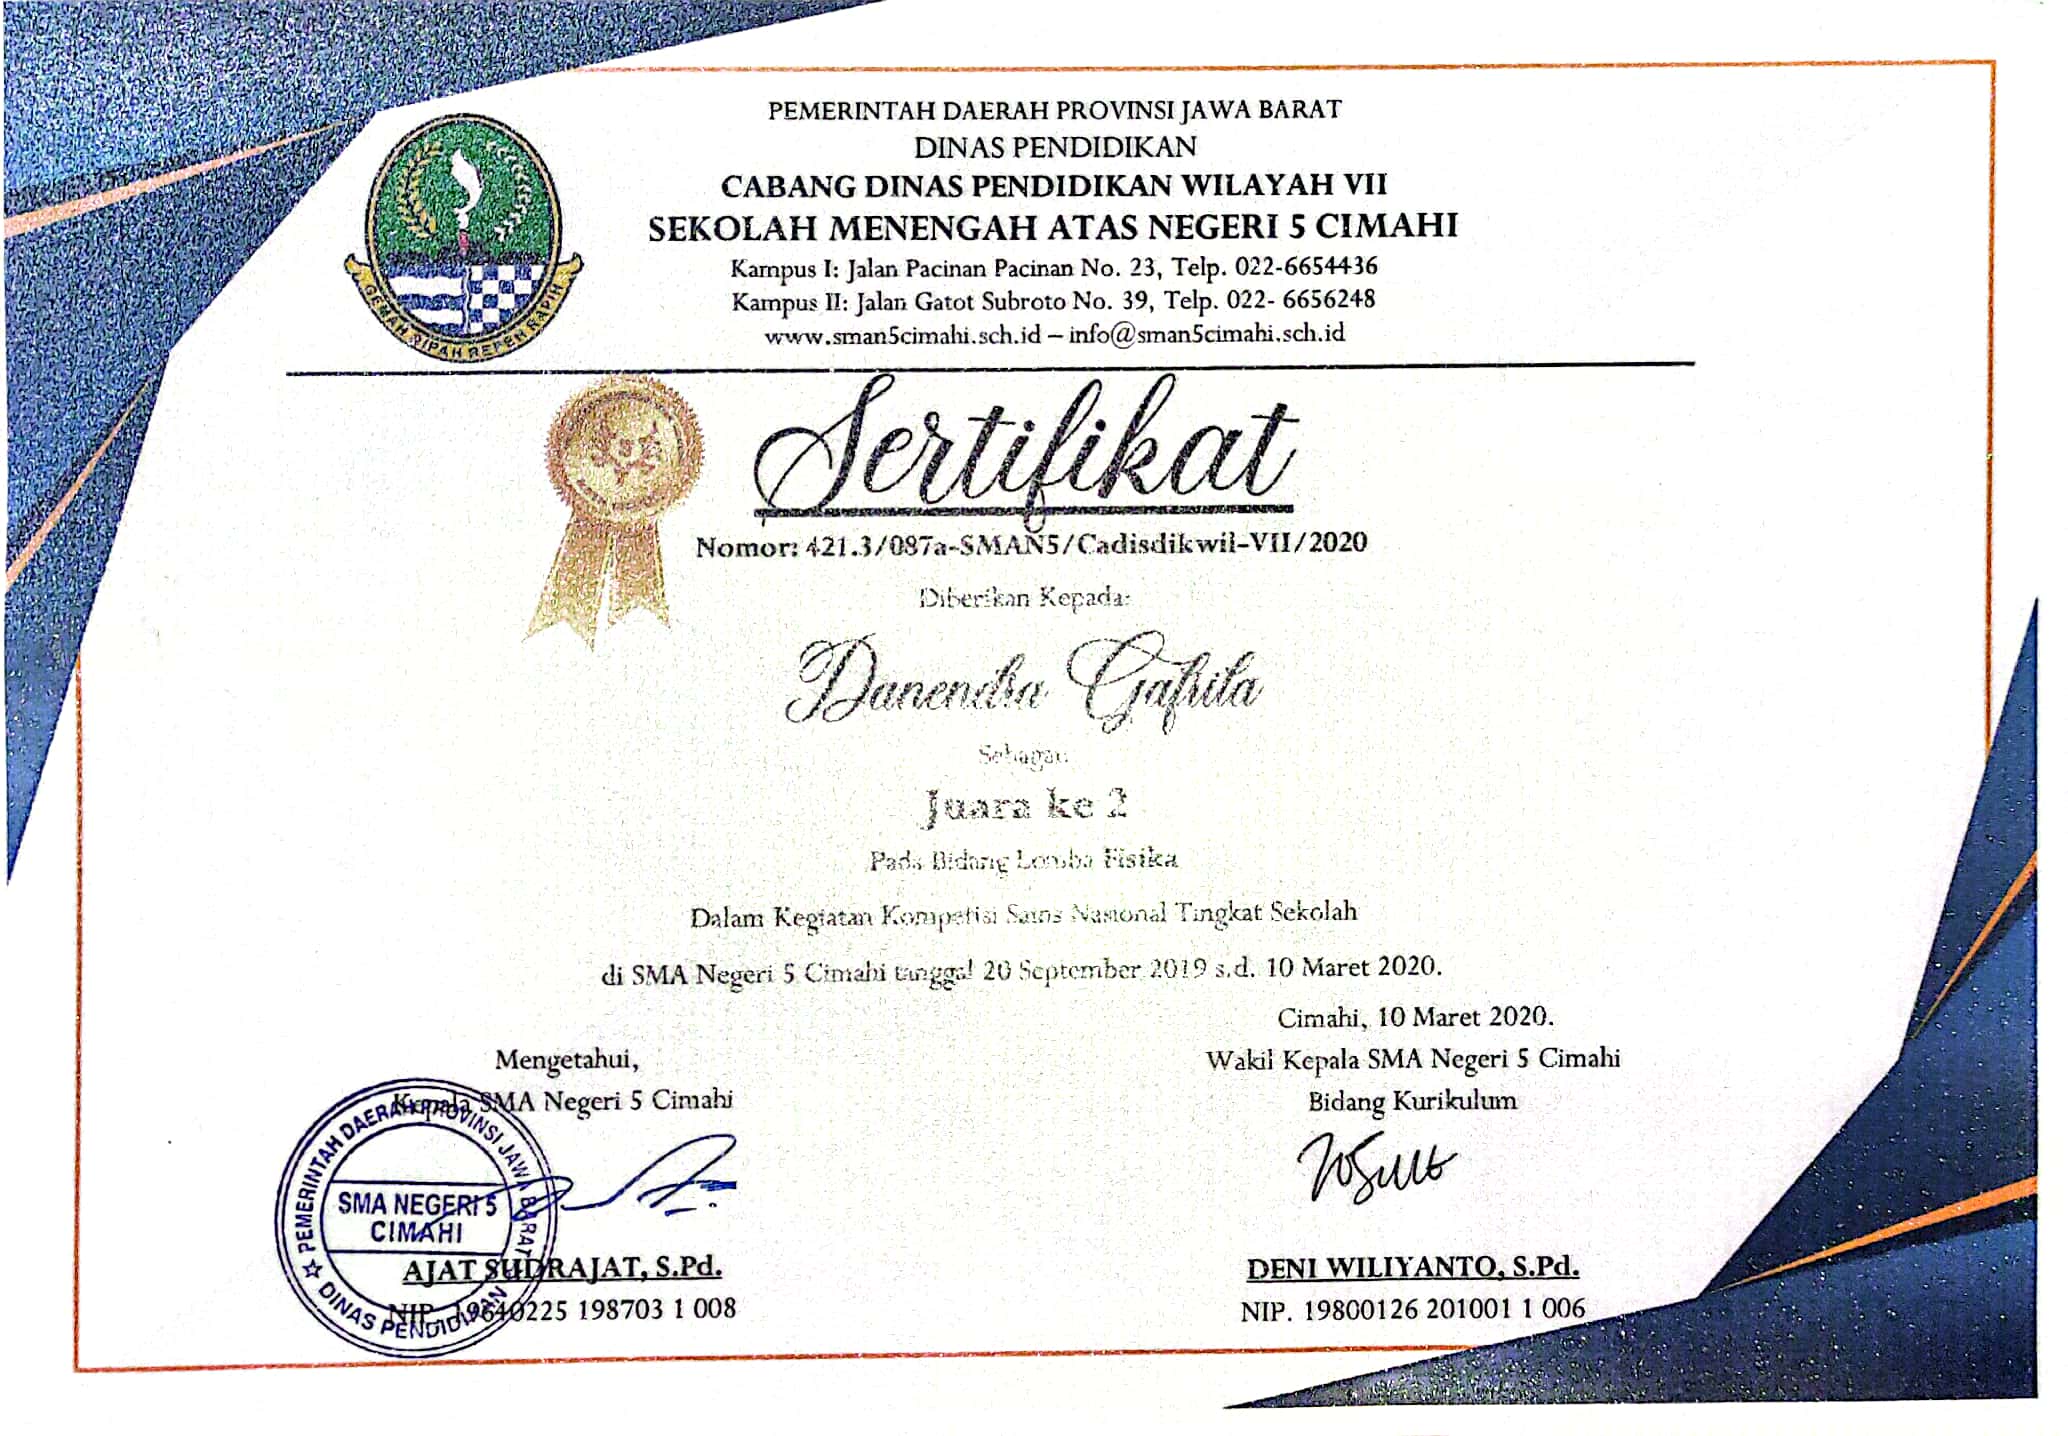 PEMERINTAH DAERAH PROVINSI JAWA BARAT
DINAS PENDIDIKAN
CABANG DINAS PENDIDIKAN WILAYAH VII
SEKOLAH MENENGAH ATAS NEGERI 5 CIMAHI
Kampus I: Jalan Pacinan Pacinan No. 23, Telp. 022-6654436
Kampus II: Jalan Gatot Subroto No. 39, Telp. 022- 6656248
www.sman5cimahi.sch.id – info@sman5cimahi.sch.id
GEMAH RIPAH REPEH RAPIH
Sertifikat
Nomor: 421.3/087a-SMAN5/Cadisdikwil-VII/2020
Diberikan Kepada:
Danendra Gafrila
Sebagai:
Juara ke 2
Pada Bidang Lomba Fisika
Dalam Kegiatan Kompetisi Sains Nasional Tingkat Sekolah
di SMA Negeri 5 Cimahi tanggal 20 September 2019 s.d. 10 Maret 2020.
Cimahi, 10 Maret 2020.
Mengetahui,
Kepala SMA Negeri 5 Cimahi
Wakil Kepala SMA Negeri 5 Cimahi
Bidang Kurikulum
PEMERINTAH DAERAH PROVINSI JAWA BARAT
SMA NEGERI 5
CIMAHI
DINAS PENDIDIKAN
AJAT SUDRAJAT, S.Pd.
NIP. 19640225 198703 1 008
DENI WILIYANTO, S.Pd.
NIP. 19800126 201001 1 006